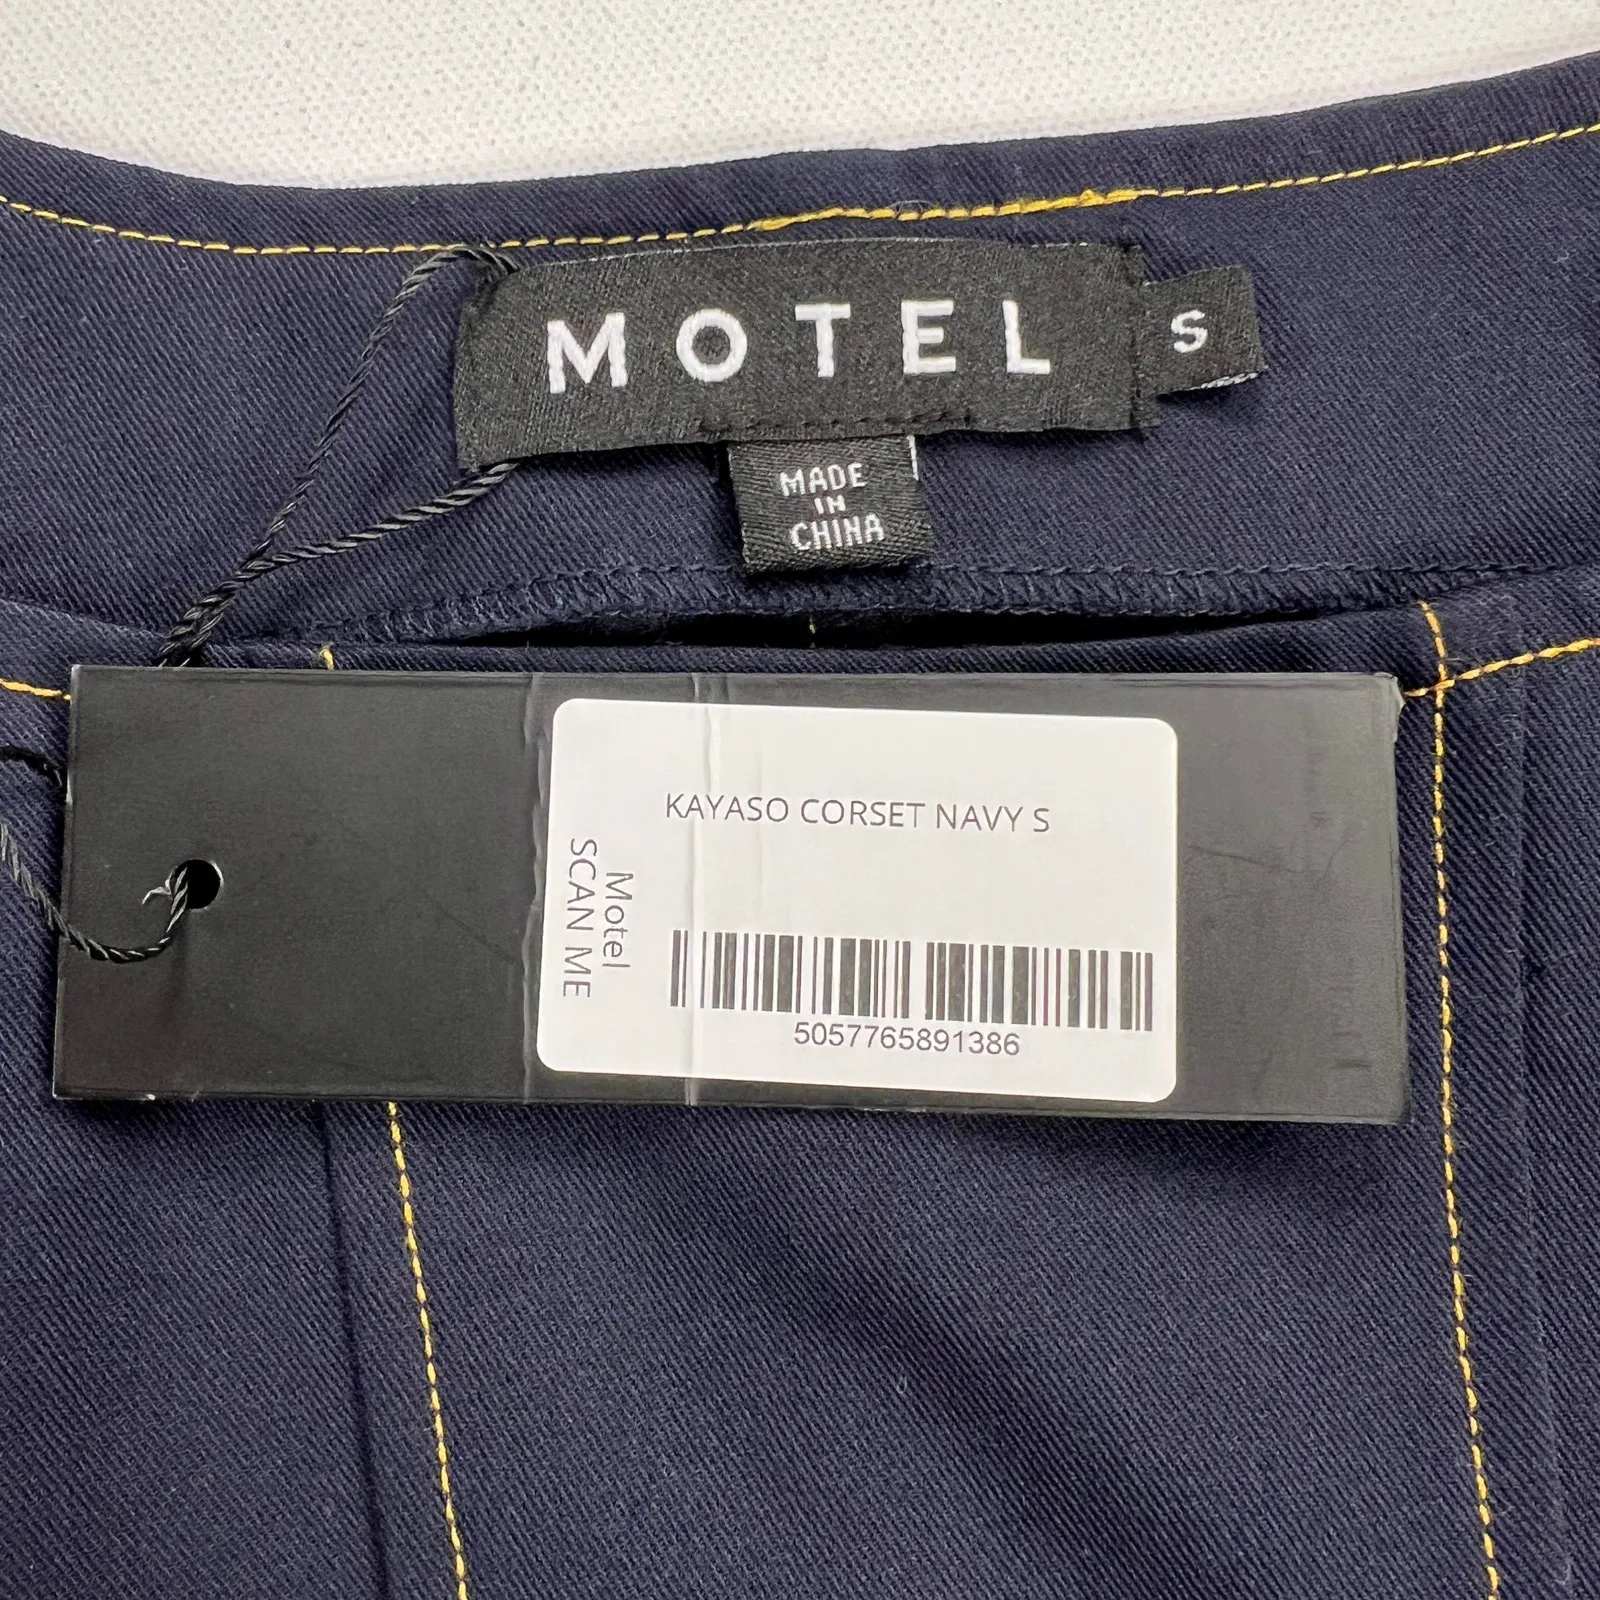 MOTEL
S
MADE
IN
CHINA
KAYASO CORSET NAVY S
Motel
SCAN ME
5057765891386